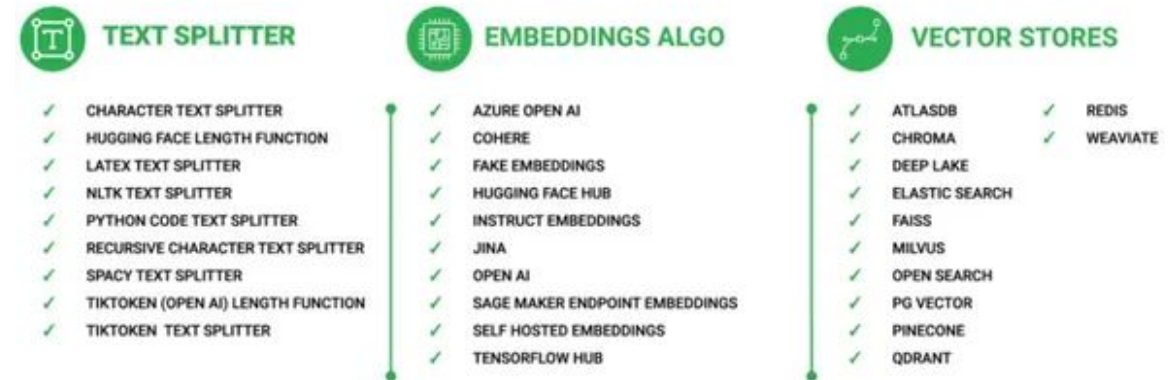 TEXT SPLITTER
CHARACTER TEXT SPLITTER
HUGGING FACE LENGTH FUNCTION
LATEX TEXT SPLITTER
NLTK TEXT SPLITTER
PYTHON CODE TEXT SPLITTER
RECURSIVE CHARACTER TEXT SPLITTER
SPACY TEXT SPLITTER
TIKTOKEN (OPEN AI) LENGTH FUNCTION
TIKTOKEN TEXT SPLITTER
EMBEDDINGS ALGO
AZURE OPEN AI
COHERE
FAKE EMBEDDINGS
HUGGING FACE HUB
INSTRUCT EMBEDDINGS
JINA
OPEN AI
SAGE MAKER ENDPOINT EMBEDDINGS
SELF HOSTED EMBEDDINGS
TENSORFLOW HUB
VECTOR STORES
ATLASDB
CHROMA
DEEP LAKE
ELASTIC SEARCH
FAISS
MILVUS
OPEN SEARCH
PG VECTOR
PINECONE
QDRANT
REDIS
WEAVIATE